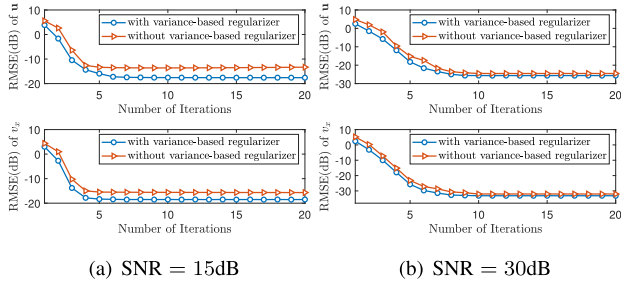 RMSE(dB) of u
10
0
-10
-20
with variance-based regularizer
without variance-based regularizer
5 10 15 20
Number of Iterations
RMSE(dB) of u
10
0
-10
-20
-30
with variance-based regularizer
without variance-based regularizer
5 10 15 20
Number of Iterations
RMSE(dB) of vₓ
10
0
-10
-20
with variance-based regularizer
without variance-based regularizer
5 10 15 20
Number of Iterations
RMSE(dB) of vₓ
10
0
-10
-20
-30
with variance-based regularizer
without variance-based regularizer
5 10 15 20
Number of Iterations
(a) SNR = 15dB
(b) SNR = 30dB